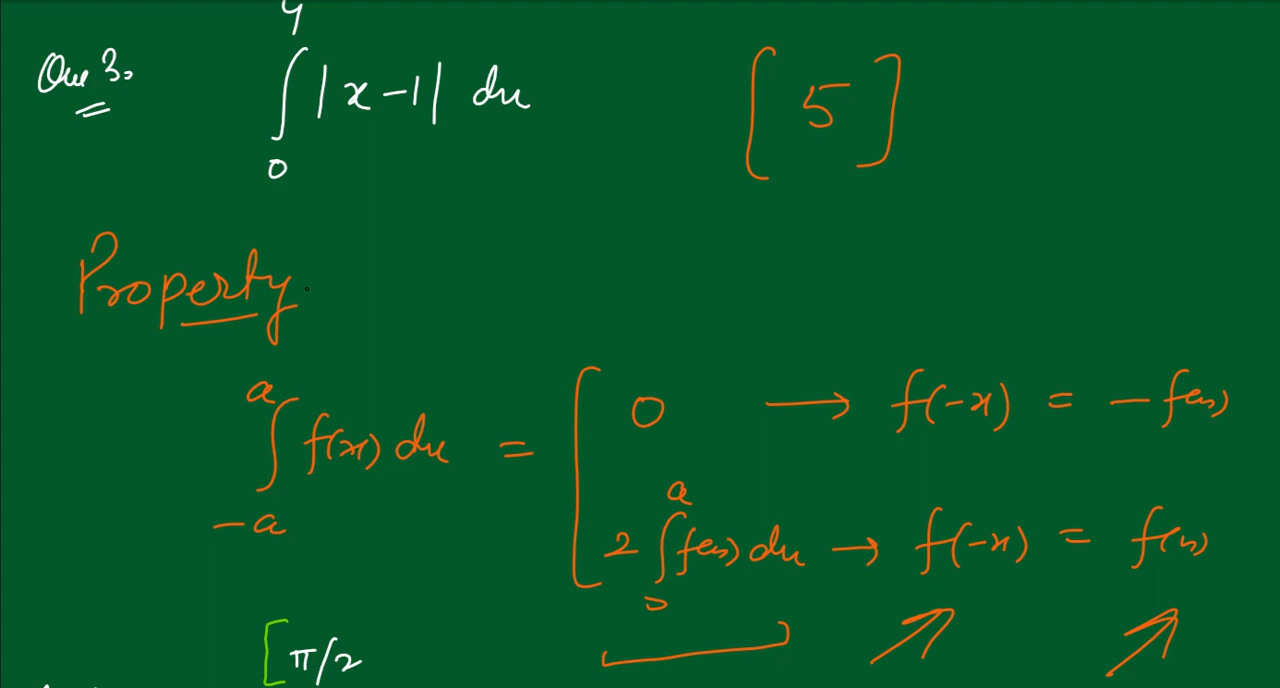 Que 3. ∫₀⁴ |x-1| dx [5]
Property
∫₋ₐᵃ f(x) dx = [ 0 → f(-x) = -f(x)
2 ∫₀ᵃ f(x) dx → f(-x) = f(x)
[π/2